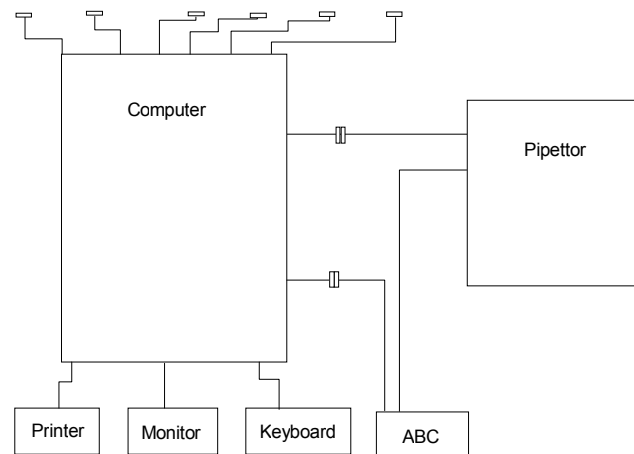 Computer
Pipettor
Printer
Monitor
Keyboard
ABC